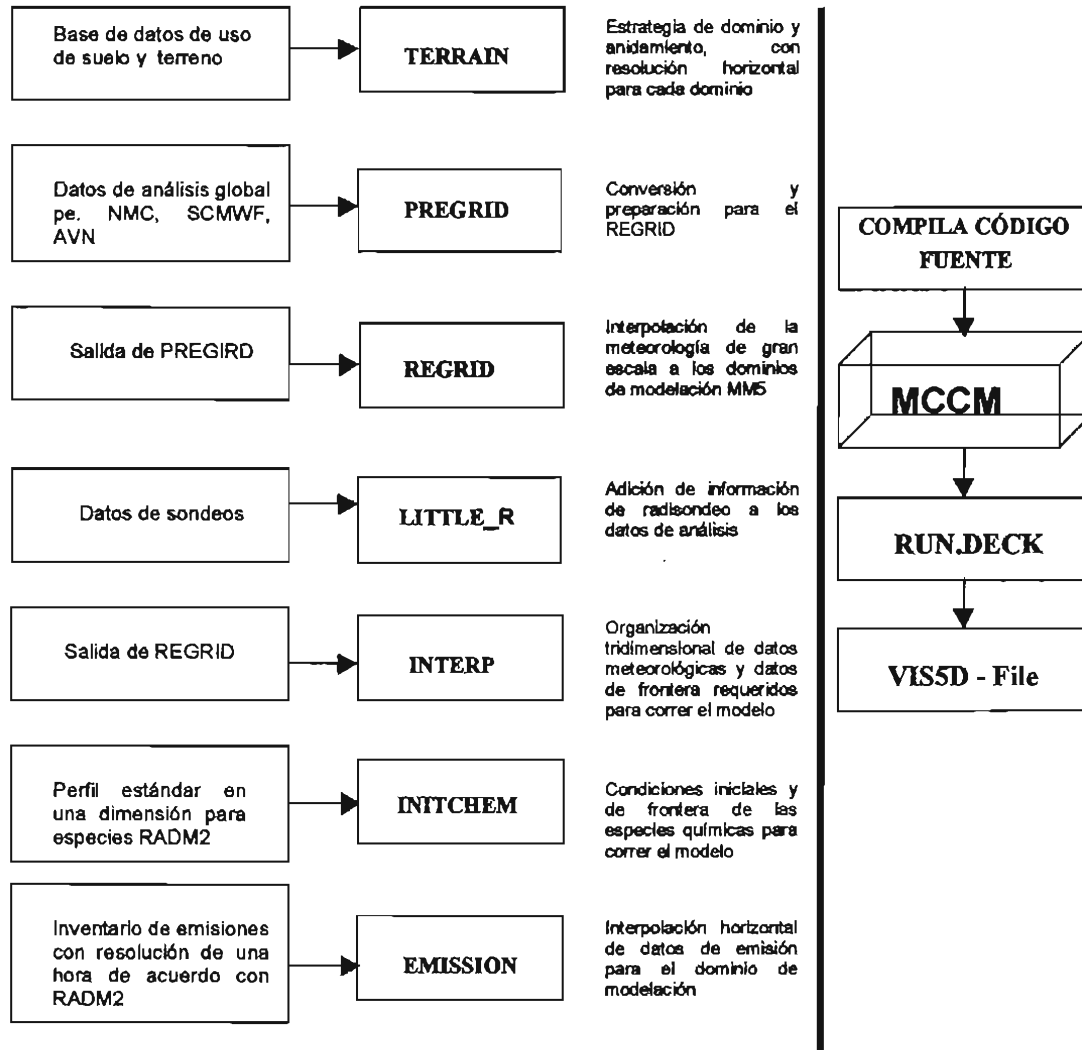 Base de datos de uso
de suelo y terreno
TERRAIN
Estrategia de dominio y
anidamiento, con
resolución horizontal
para cada dominio
Datos de análisis global
pe. NMC, SCMWF,
AVN
PREGRID
Conversión y
preparación para el
REGRID
Salida de PREGIRD
REGRID
Interpolación de la
meteorología de gran
escala a los dominios
de modelación MM5
Datos de sondeos
LITTLE_R
Adición de información
de radisondeo a los
datos de análisis
Salida de REGRID
INTERP
Organización
tridimensional de datos
meteorológicas y datos
de frontera requeridos
para correr el modelo
Perfil estándar en
una dimensión para
especies RADM2
INITCHEM
Condiciones iniciales y
de frontera de las
especies químicas para
correr el modelo
Inventario de emisiones
con resolución de una
hora de acuerdo con
RADM2
EMISSION
Interpolación horizontal
de datos de emisión
para el dominio de
modelación
COMPILA CÓDIGO
FUENTE
MCCM
RUN.DECK
VIS5D - File